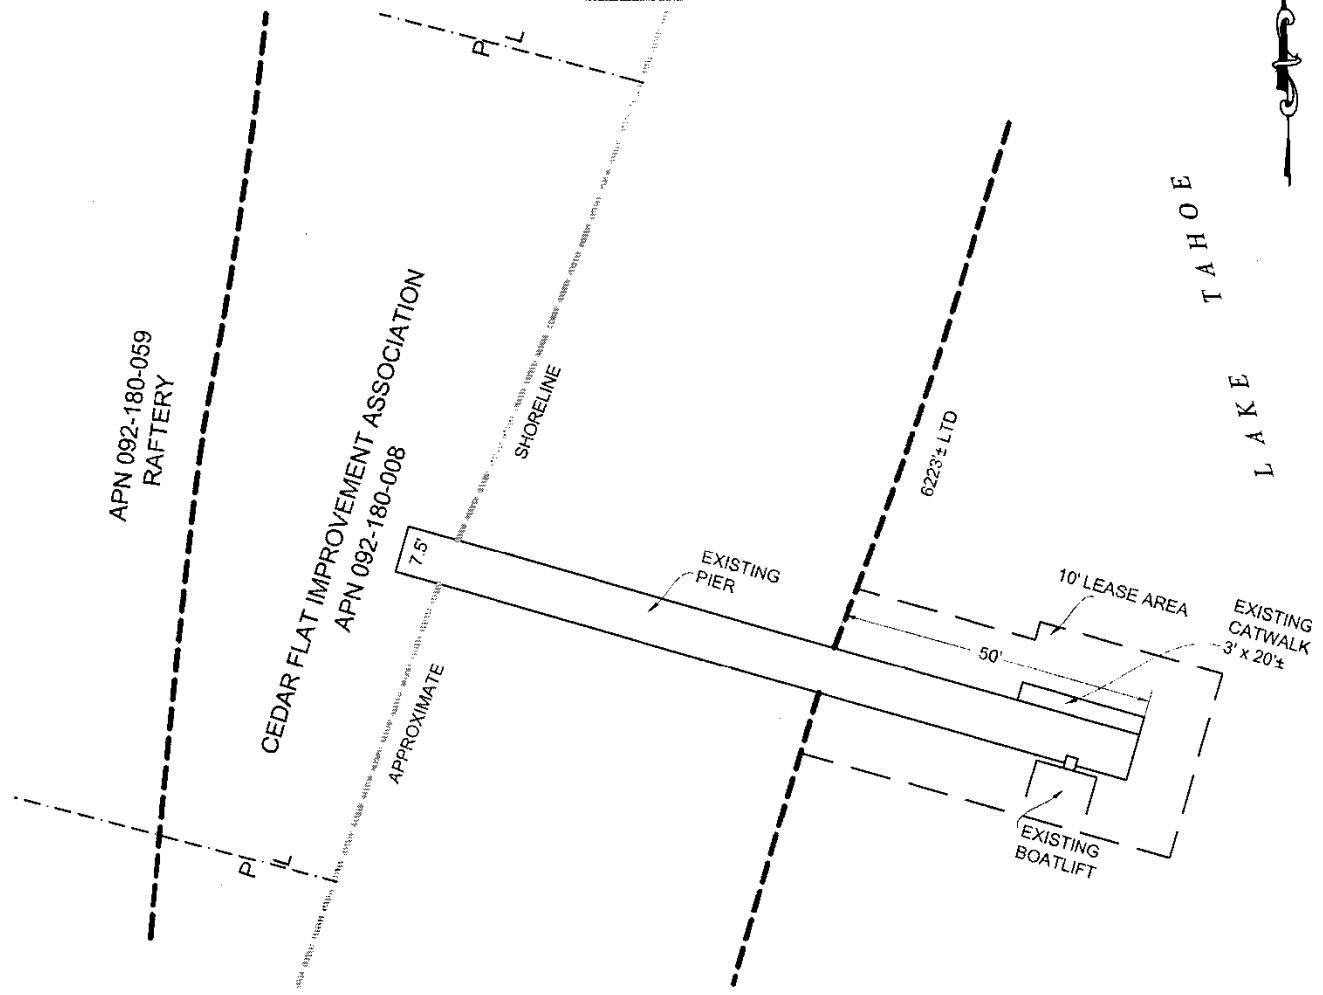 P L
LAKE TAHOE
APN 092-180-059
RAFTERY
CEDAR FLAT IMPROVEMENT ASSOCIATION
APN 092-180-008
SHORELINE
APPROXIMATE
6223'± LTD
7.5'
EXISTING
PIER
10' LEASE AREA
EXISTING
CATWALK
3' x 20'±
50'
EXISTING
BOATLIFT
P L